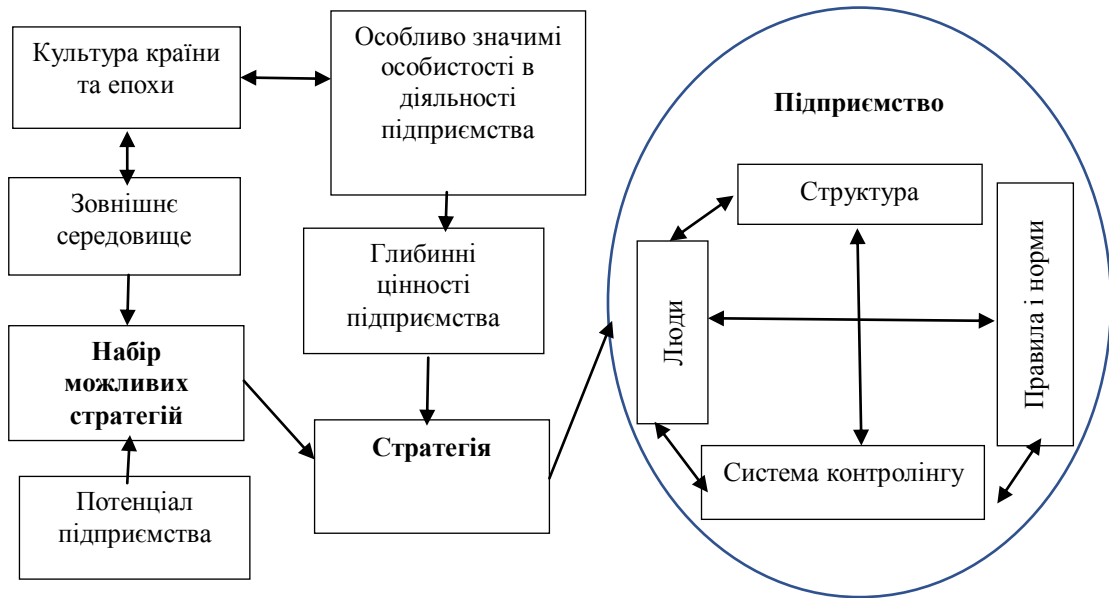 Культура країни
та епохи
Особливо значимі
особистості в
діяльності
підприємства
Зовнішнє
середовище
Глибинні
цінності
підприємства
Набір
можливих
стратегій
Стратегія
Потенціал
підприємства
Підприємство
Структура
Люди
Правила і норми
Система контролінгу